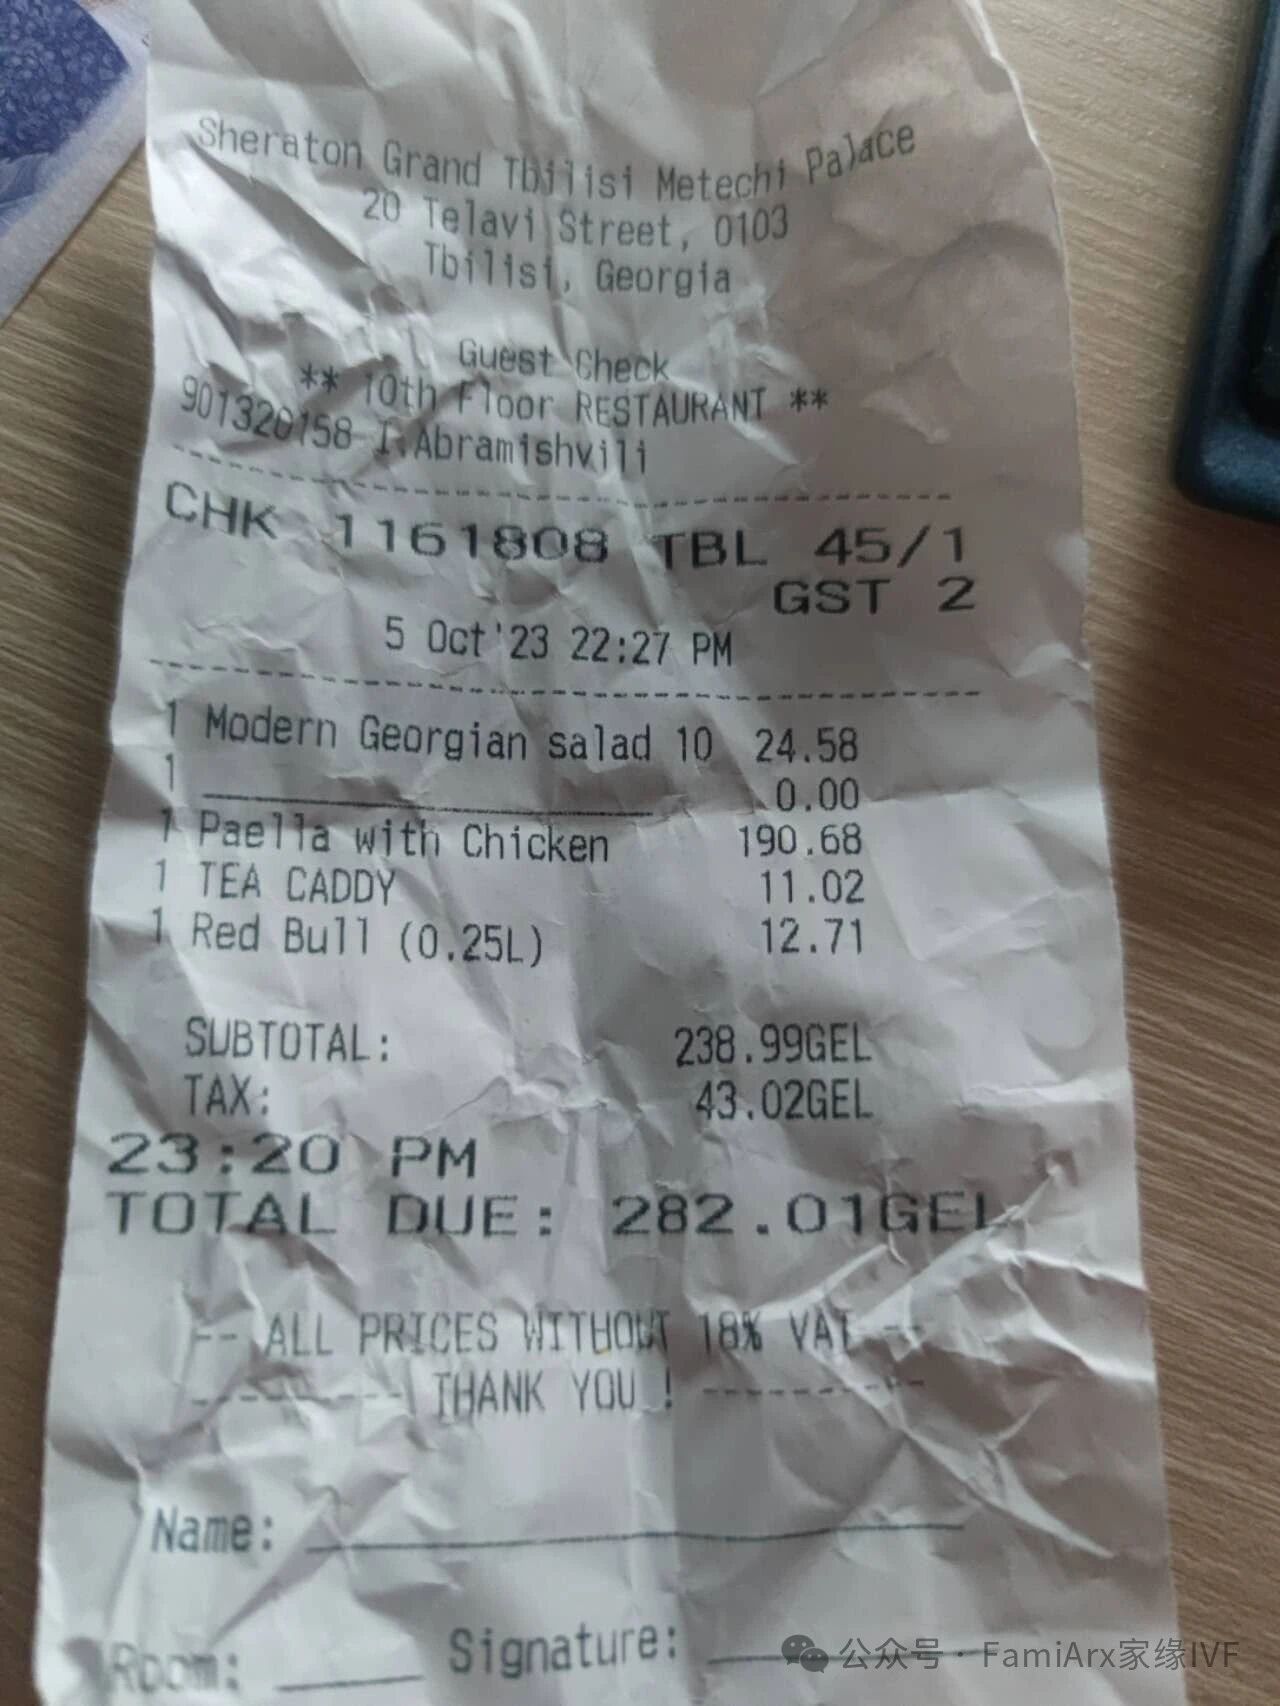 Sheraton Grand Tbilisi Metechi Palace
20 Telavi Street, 0103
Tbilisi, Georgia
Guest Check
** 10th Floor RESTAURANT **
901320158 I.Abramishvili
CHK 1161808 TBL 45/1
GST 2
5 Oct'23 22:27 PM
1 Modern Georgian salad 10 24.58
1 0.00
1 Paella with Chicken 190.68
1 TEA CADDY 11.02
1 Red Bull (0.25L) 12.71
SUBTOTAL: 238.99GEL
TAX: 43.02GEL
23:20 PM
TOTAL DUE: 282.01GEL
-- ALL PRICES WITHOUT 18% VAT --
--------- THANK YOU ! ----------
Name:
Room: Signature:
公众号 · FamiArx家缘IVF